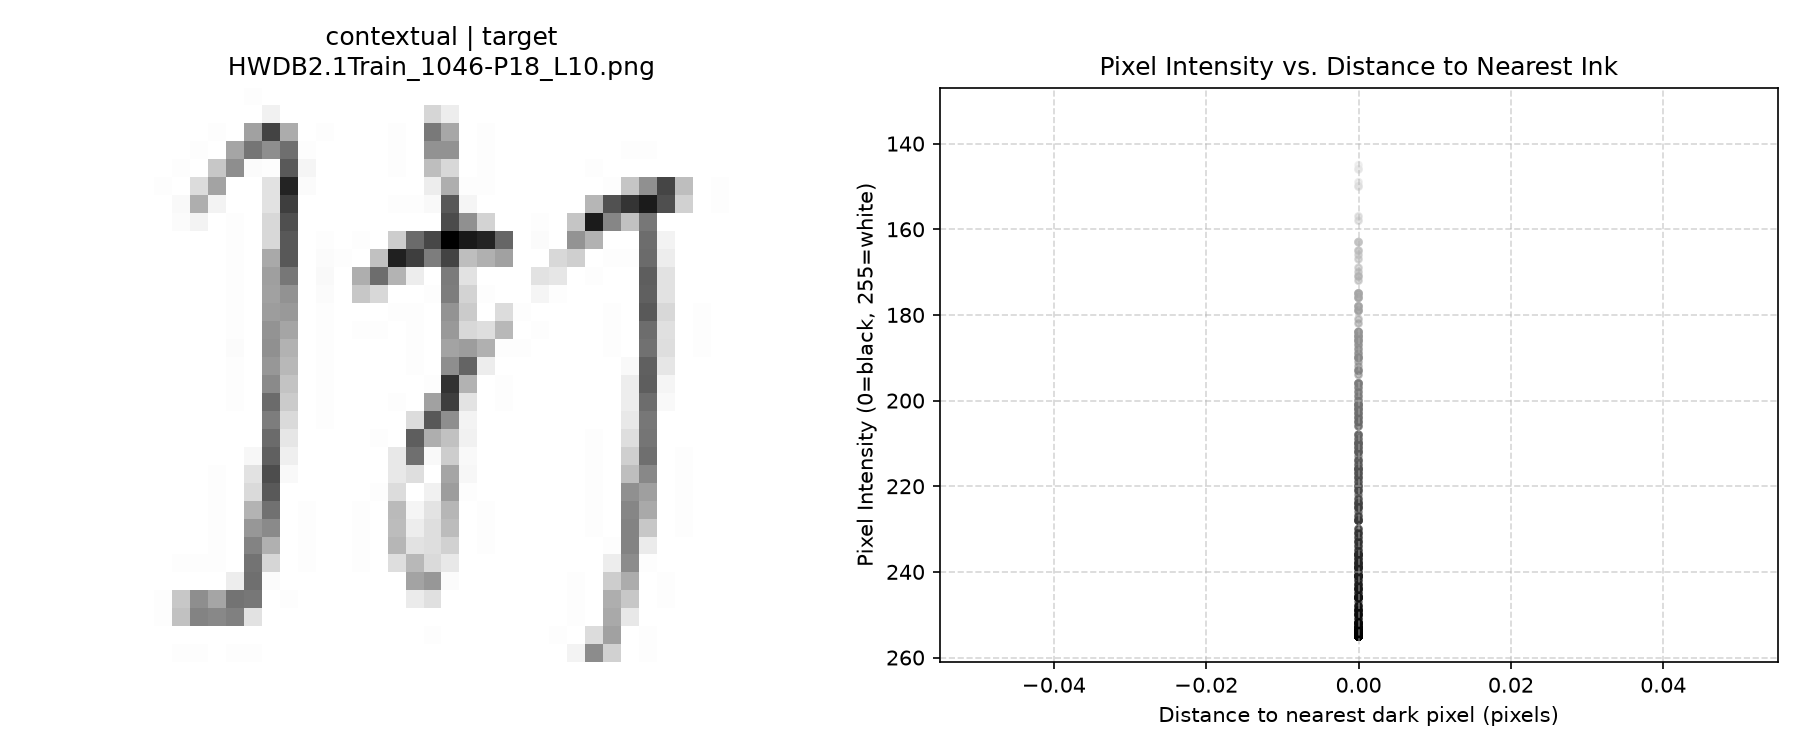 contextual | target
HWDB2.1Train_1046-P18_L10.png
Pixel Intensity vs. Distance to Nearest Ink
Pixel Intensity (0=black, 255=white)
140
160
180
200
220
240
260
−0.04 −0.02 0.00 0.02 0.04
Distance to nearest dark pixel (pixels)